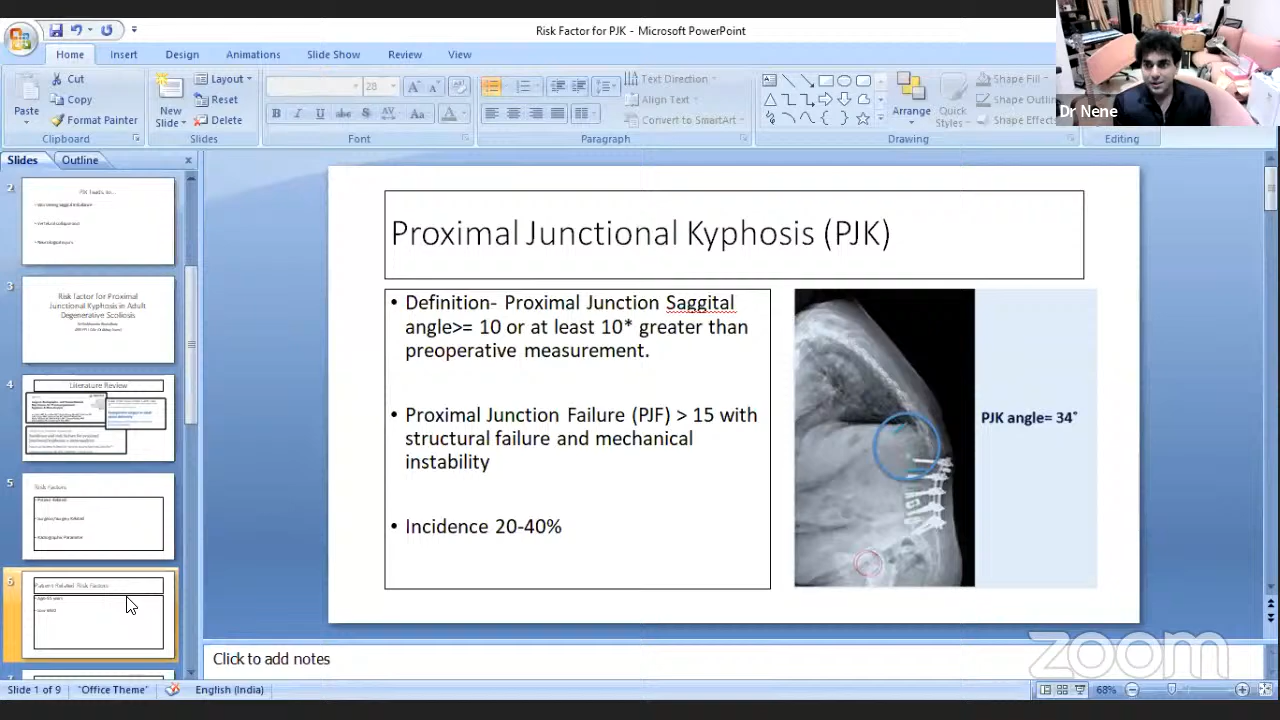 Risk Factor for PJK - Microsoft PowerPoint
Home Insert Design Animations Slide Show Review View
Cut
Copy
Format Painter
Paste
Clipboard
New
Slide
Layout
Reset
Delete
Slides
28
B I U S
Font
Text Direction
Align Text
Convert to SmartArt
Paragraph
Arrange
Quick
Styles
Shape Fill
Shape
Shape Effects
Drawing
Editing
Dr Nene
Slides Outline
2
3
Risk factor for Proximal
Junctional Kyphosis in Adult
Degenerative Scoliosis
4
Literature Review
5
Risk Factors
6
Patient Related Risk Factors
Proximal Junctional Kyphosis (PJK)
• Definition- Proximal Junction Saggital
angle>= 10 or at least 10* greater than
preoperative measurement.
• Proximal Junction Failure (PJF) > 15 with
structural failure and mechanical
instability
• Incidence 20-40%
PJK angle= 34°
Click to add notes
zoom
Slide 1 of 9 "Office Theme" English (India) 68%